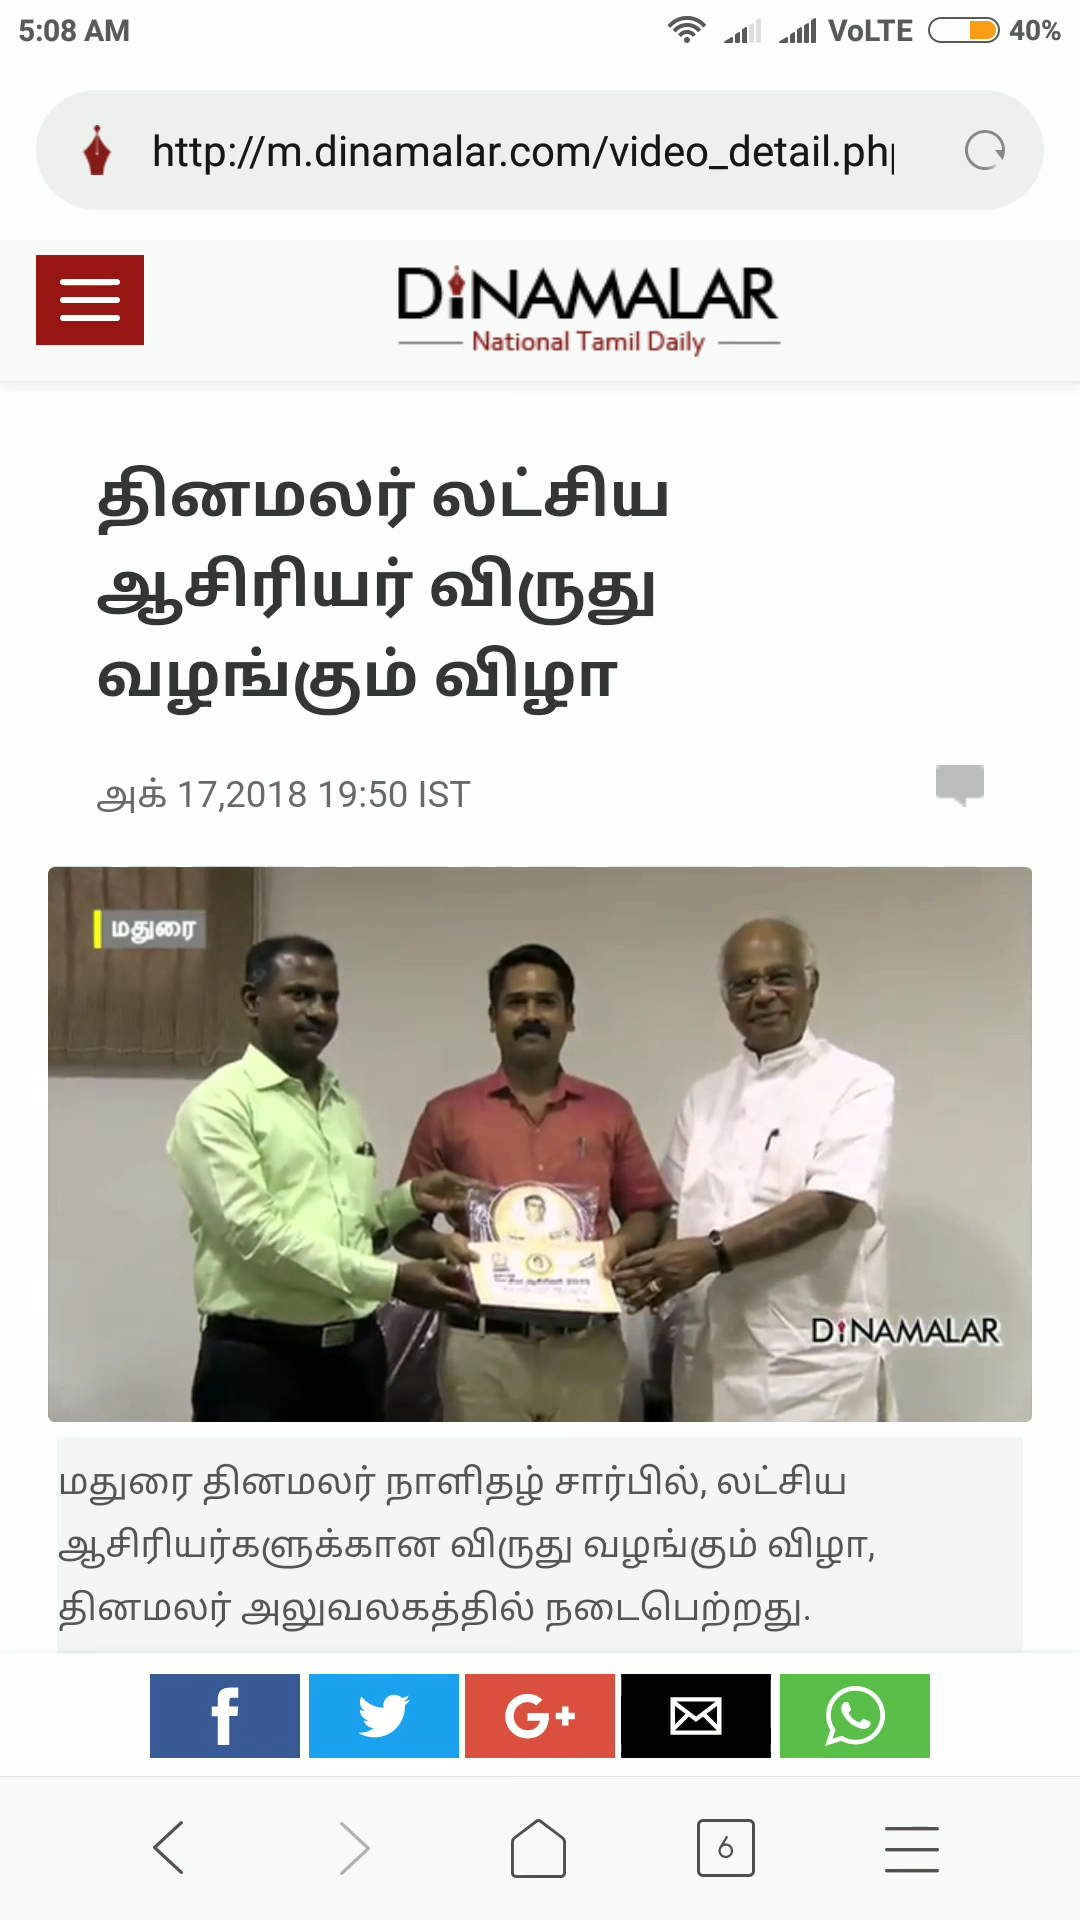 5:08 AM
VoLTE 40%
http://m.dinamalar.com/video_detail.php
DiNAMALAR
National Tamil Daily
தினமலர் லட்சிய
ஆசிரியர் விருது
வழங்கும் விழா
அக் 17,2018 19:50 IST
மதுரை
DiNAMALAR
மதுரை தினமலர் நாளிதழ் சார்பில், லட்சிய
ஆசிரியர்களுக்கான விருது வழங்கும் விழா,
தினமலர் அலுவலகத்தில் நடைபெற்றது.
f
G+
6